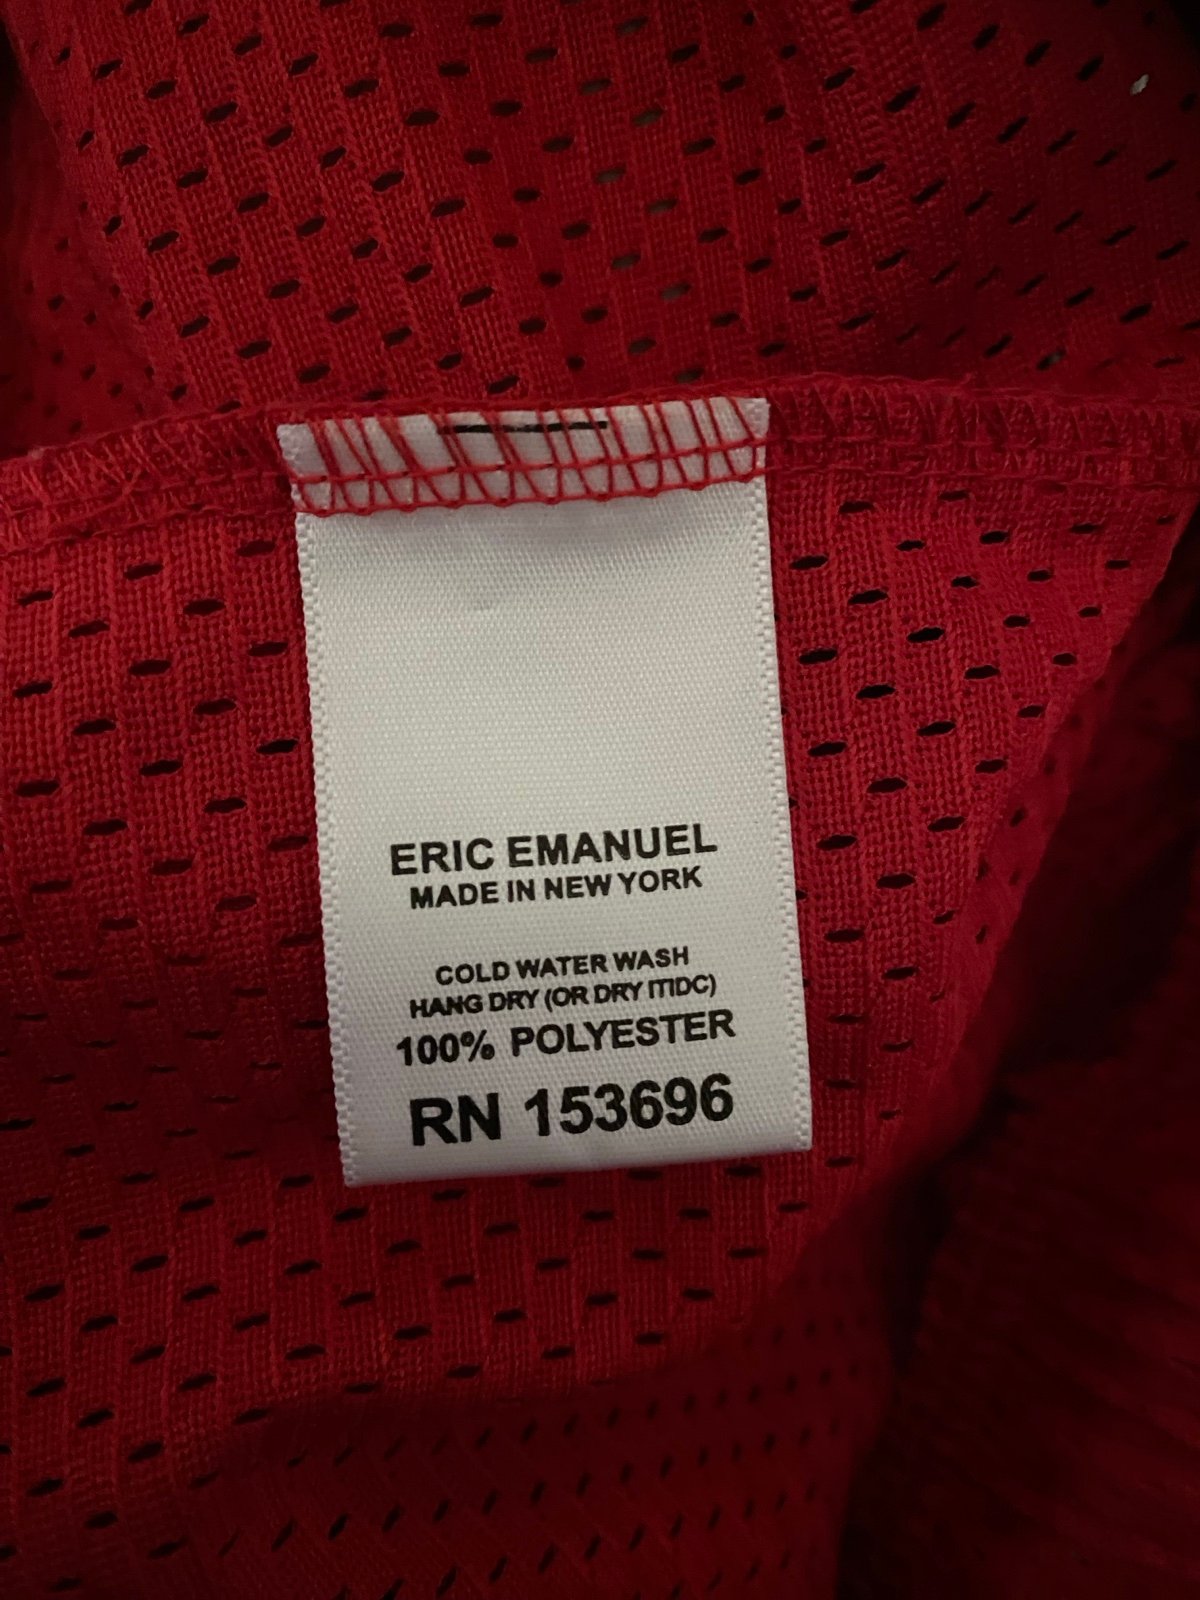 ERIC EMANUEL
MADE IN NEW YORK
COLD WATER WASH
HANG DRY (OR DRY ITIDC)
100% POLYESTER
RN 153696